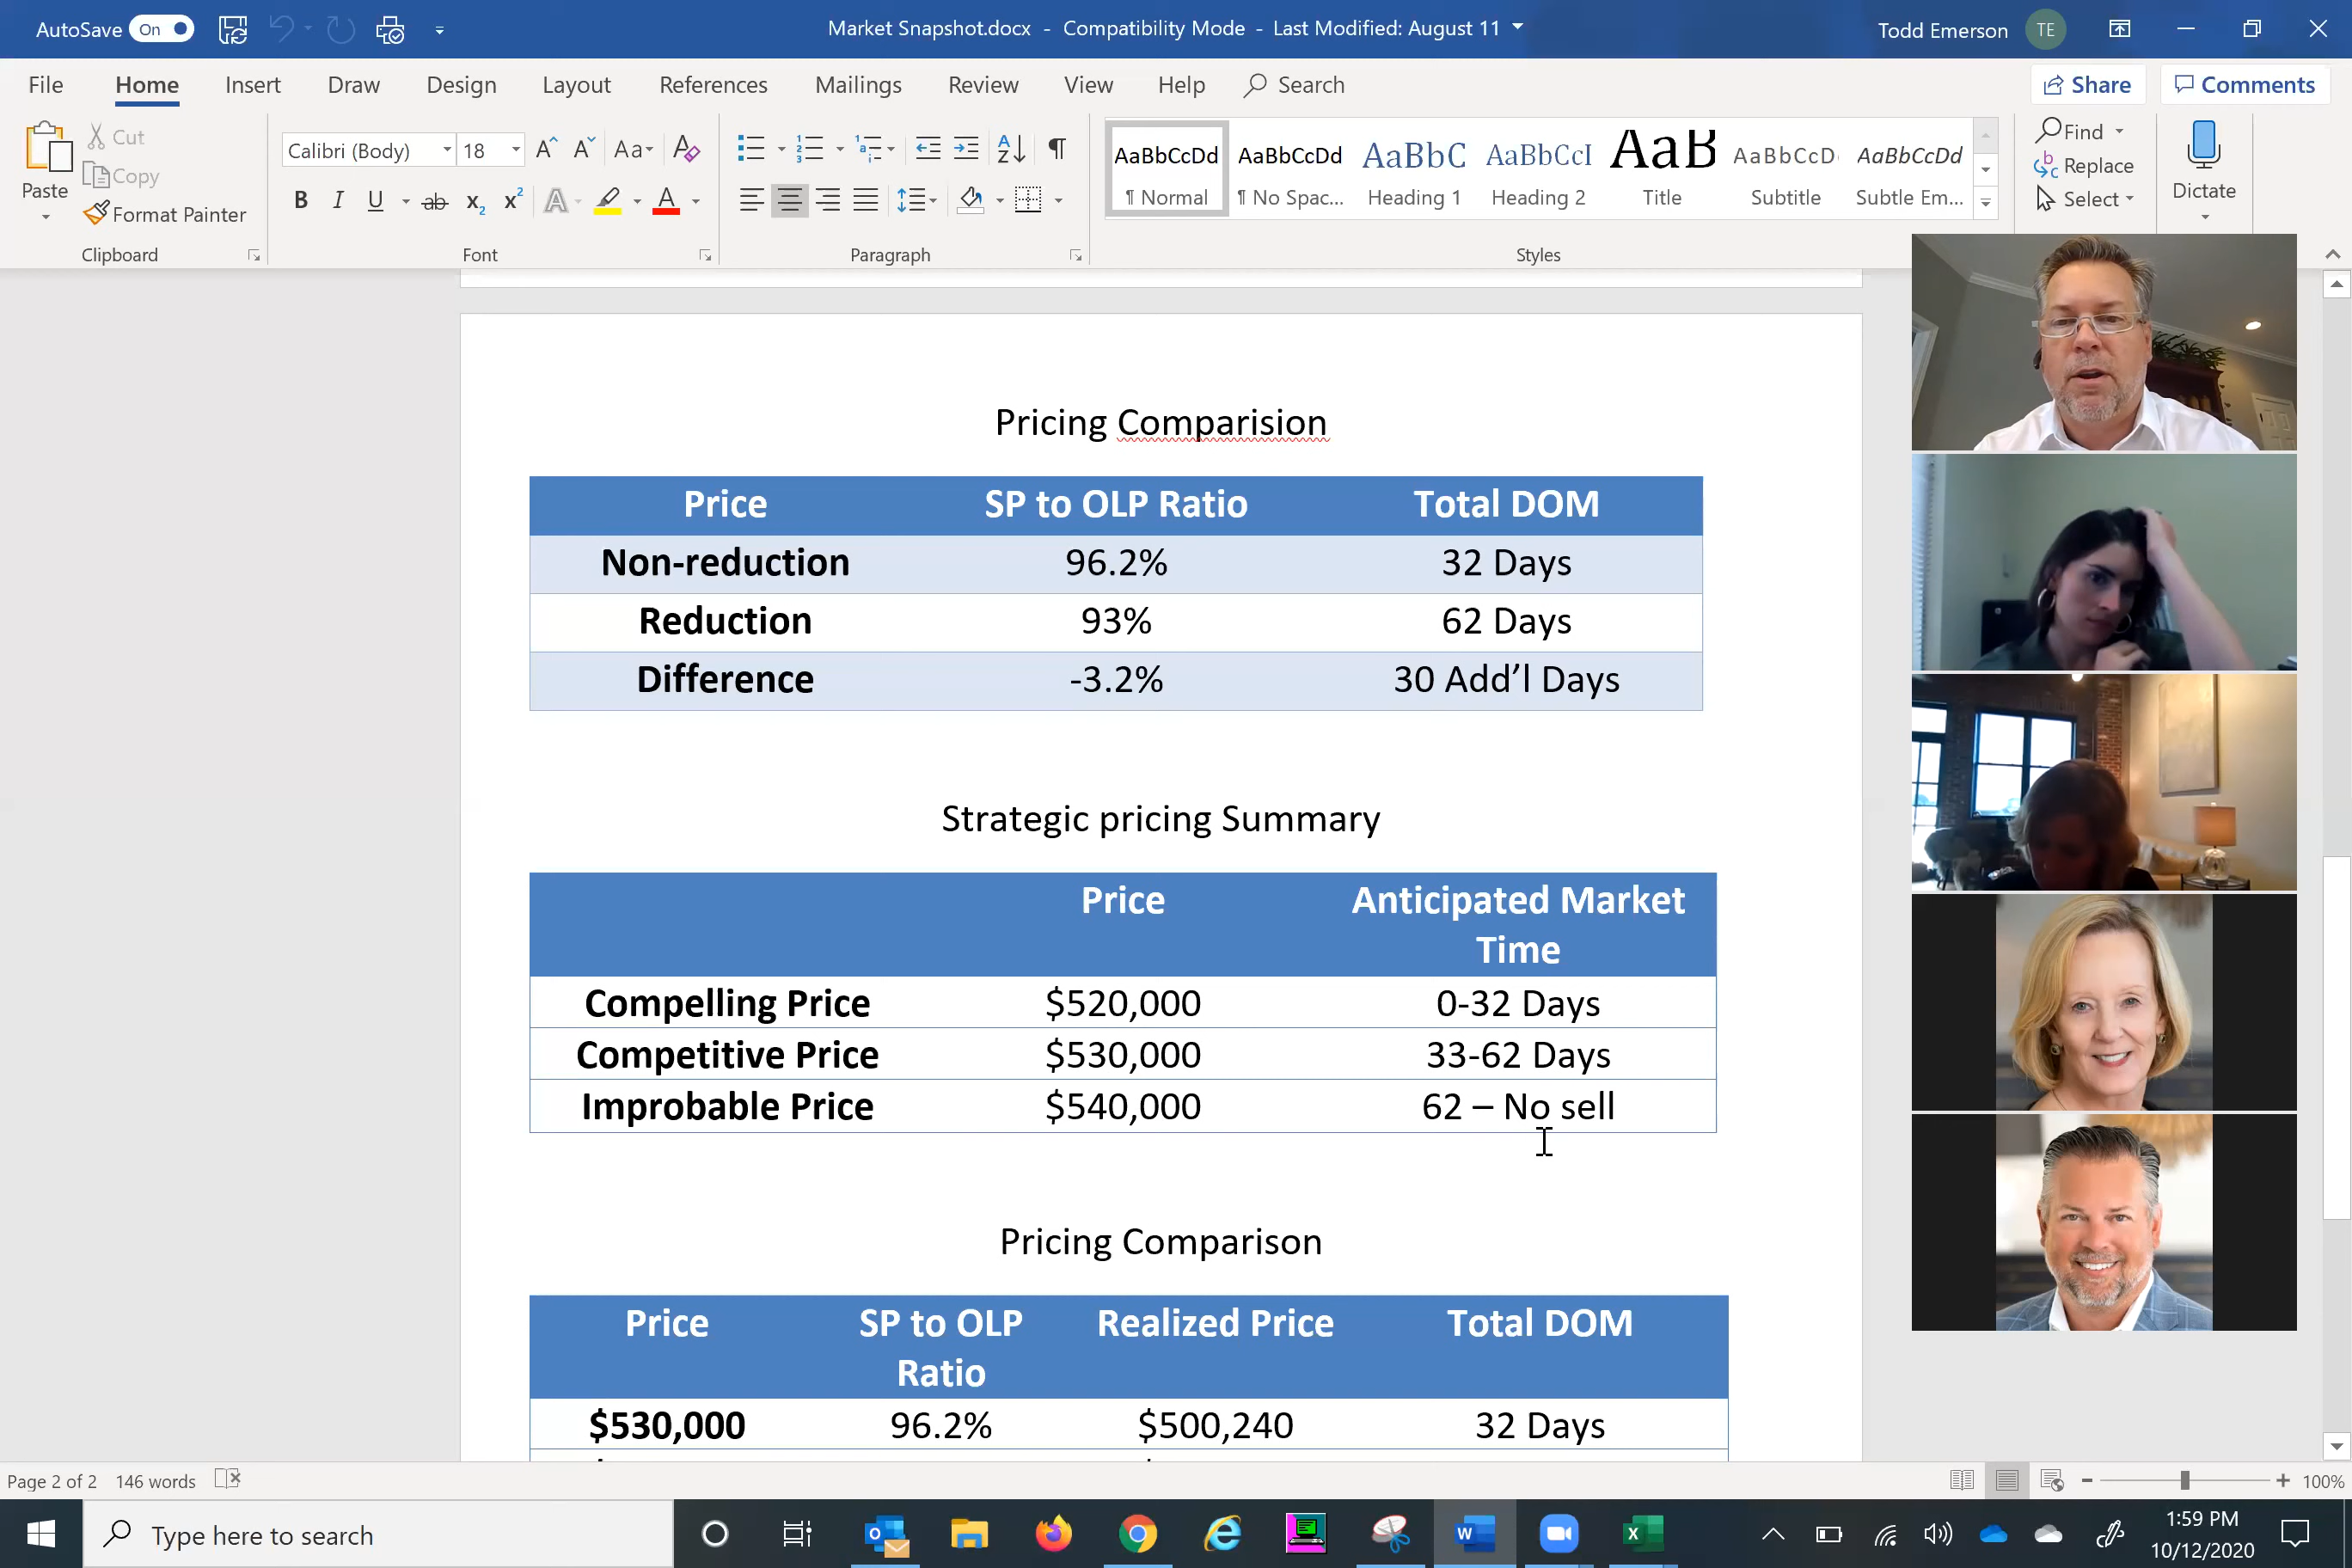 AutoSave On
Market Snapshot.docx - Compatibility Mode - Last Modified: August 11
Todd Emerson TE
File Home Insert Draw Design Layout References Mailings Review View Help Search
Share Comments
Paste
Cut
Copy
Format Painter
Clipboard
Calibri (Body) 18
Font
Paragraph
AaBbCcDd AaBbCcDd AaBbC AaBbCcI AaB AaBbCcD AaBbCcDd
¶ Normal ¶ No Spac... Heading 1 Heading 2 Title Subtitle Subtle Em...
Styles
Find
Replace
Select
Dictate
Pricing Comparision
Price SP to OLP Ratio Total DOM
Non-reduction 96.2% 32 Days
Reduction 93% 62 Days
Difference -3.2% 30 Add’l Days
Strategic pricing Summary
Price Anticipated Market
Time
Compelling Price $520,000 0-32 Days
Competitive Price $530,000 33-62 Days
Improbable Price $540,000 62 – No sell
Pricing Comparison
Price SP to OLP Realized Price Total DOM
Ratio
$530,000 96.2% $500,240 32 Days
Page 2 of 2 146 words
100%
Type here to search
1:59 PM
10/12/2020